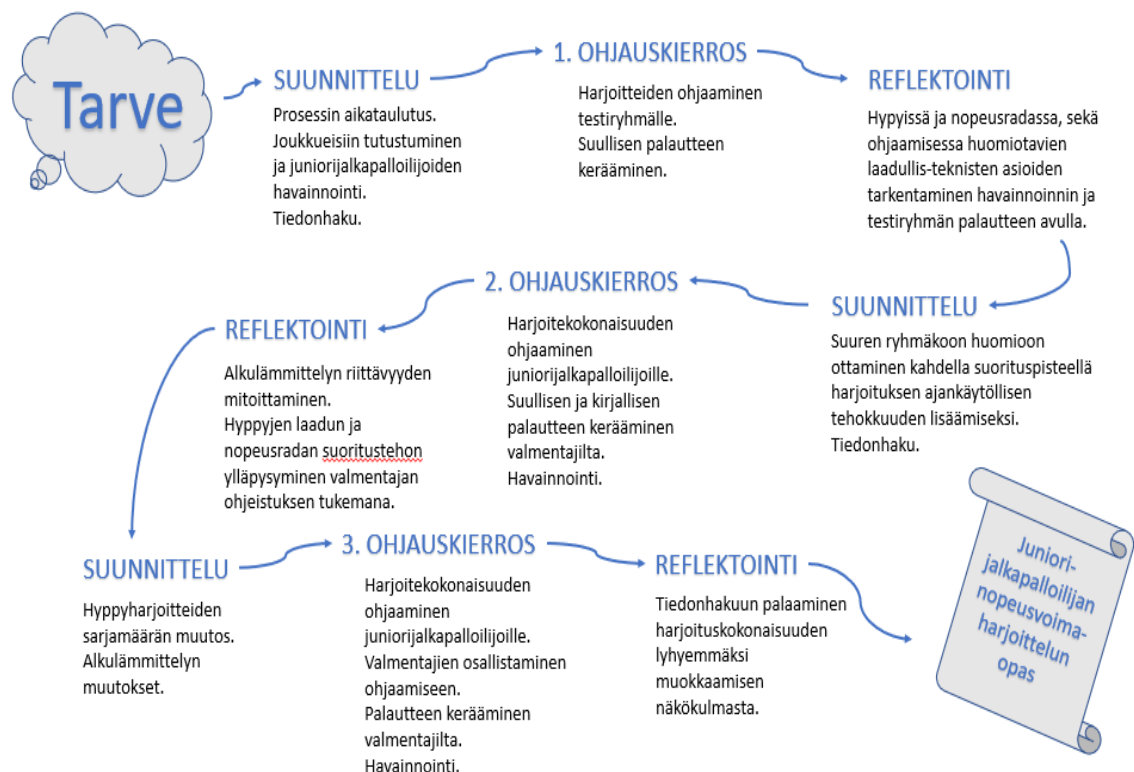 Tarve
SUUNNITTELU
Prosessin aikataulutus.
Joukkueisiin tutustuminen
ja juniorijalkapalloilijoiden
havainnointi.
Tiedonhaku.
1. OHJAUSKIERROS
Harjoitteiden ohjaaminen
testiryhmälle.
Suullisen palautteen
kerääminen.
REFLEKTOINTI
Hypyissä ja nopeusradassa, sekä
ohjaamisessa huomiotavien
laadullis-teknisten asioiden
tarkentaminen havainnoinnin ja
testiryhmän palautteen avulla.
SUUNNITTELU
Suuren ryhmäkoon huomioon
ottaminen kahdella suorituspisteellä
harjoituksen ajankäytöllisen
tehokkuuden lisäämiseksi.
Tiedonhaku.
2. OHJAUSKIERROS
Harjoitekokonaisuuden
ohjaaminen
juniorijalkapalloilijoille.
Suullisen ja kirjallisen
palautteen kerääminen
valmentajilta.
Havainnointi.
REFLEKTOINTI
Alkulämmittelyn riittävyyden
mitoittaminen.
Hyppyjen laadun ja
nopeusradan suoritustehon
ylläpysyminen valmentajan
ohjeistuksen tukemana.
SUUNNITTELU
Hyppyharjoitteiden
sarjamäärän muutos.
Alkulämmittelyn
muutokset.
3. OHJAUSKIERROS
Harjoitekokonaisuuden
ohjaaminen
juniorijalkapalloilijoille.
Valmentajien osallistaminen
ohjaamiseen.
Palautteen kerääminen
valmentajilta.
Havainnointi.
REFLEKTOINTI
Tiedonhakuun palaaminen
harjoituskokonaisuuden
lyhyemmäksi
muokkaamisen
näkökulmasta.
Juniori-
jalkapalloilijan
nopeusvoima-
harjoittelun
opas